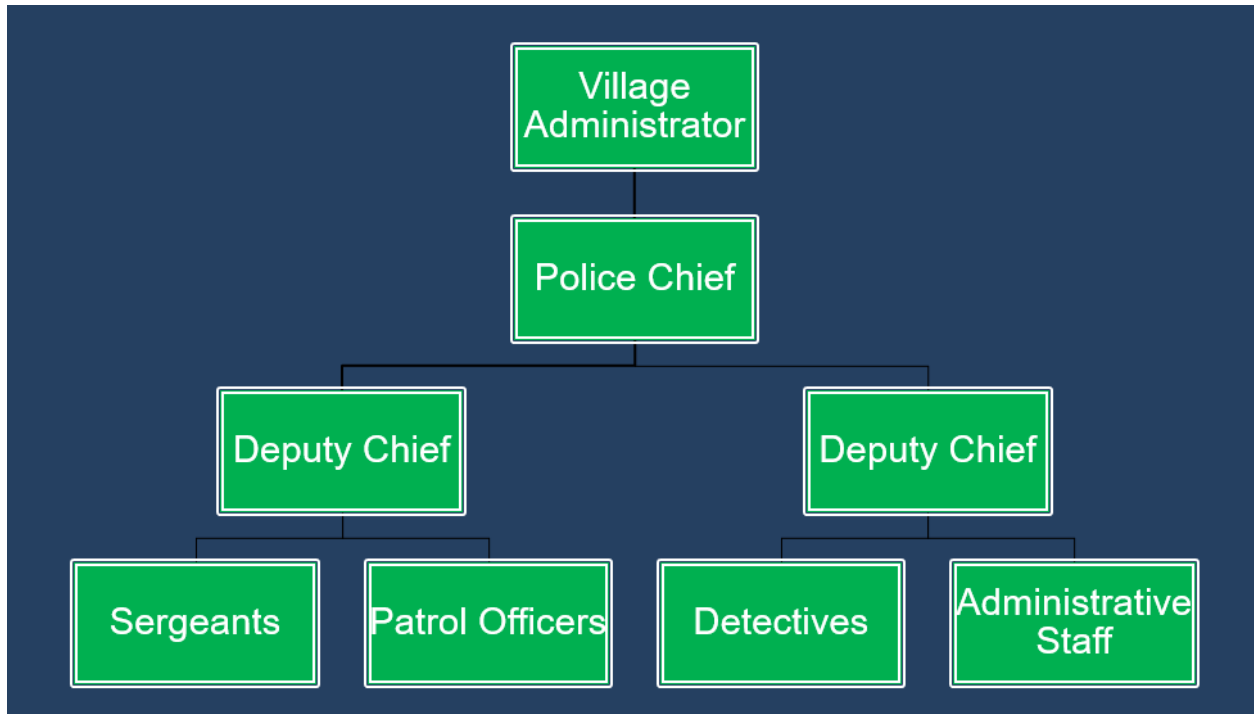 Village
Administrator
Police Chief
Deputy Chief
Deputy Chief
Sergeants
Patrol Officers
Detectives
Administrative
Staff